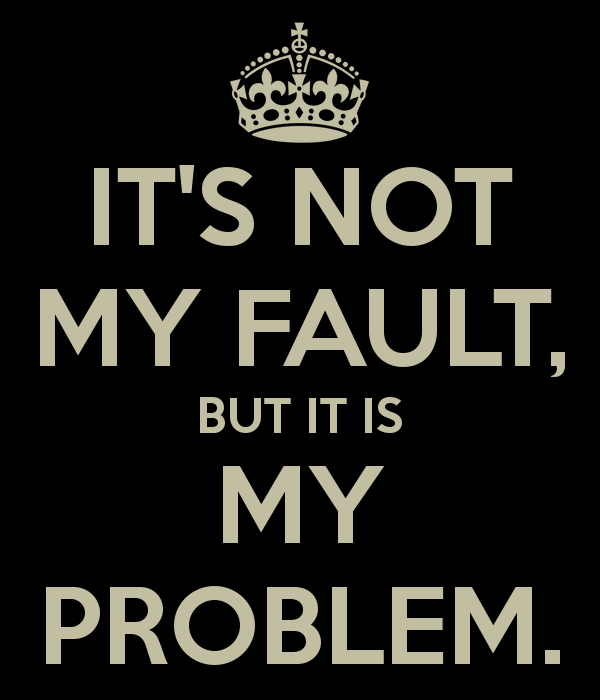 IT'S NOT
MY FAULT,
BUT IT IS
MY
PROBLEM.